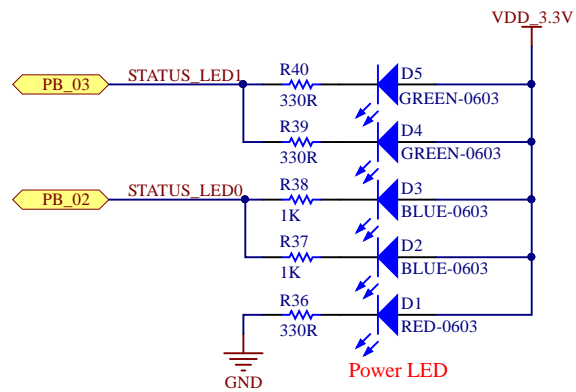 VDD_3.3V
PB_03 STATUS_LED1 R40 330R D5 GREEN-0603
R39 330R D4 GREEN-0603
PB_02 STATUS_LED0 R38 1K D3 BLUE-0603
R37 1K D2 BLUE-0603
R36 330R D1 RED-0603
GND
Power LED